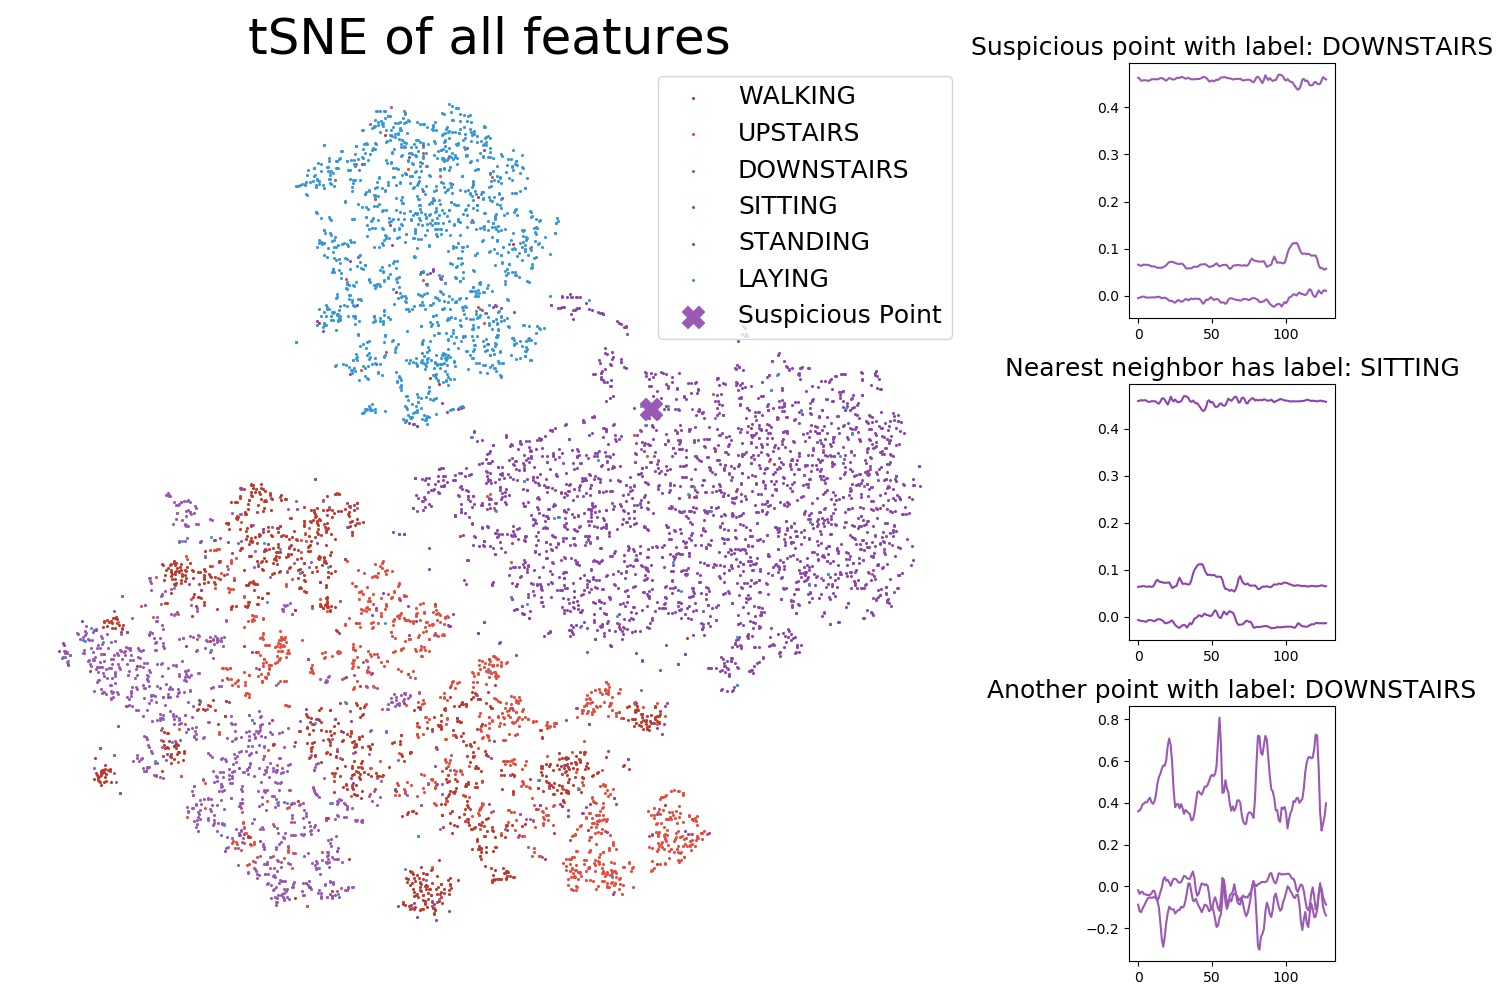 tSNE of all features
WALKING
UPSTAIRS
DOWNSTAIRS
SITTING
STANDING
LAYING
Suspicious Point
Suspicious point with label: DOWNSTAIRS
0.4
0.3
0.2
0.1
0.0
0 50 100
Nearest neighbor has label: SITTING
0.4
0.3
0.2
0.1
0.0
0 50 100
Another point with label: DOWNSTAIRS
0.8
0.6
0.4
0.2
0.0
−0.2
0 50 100